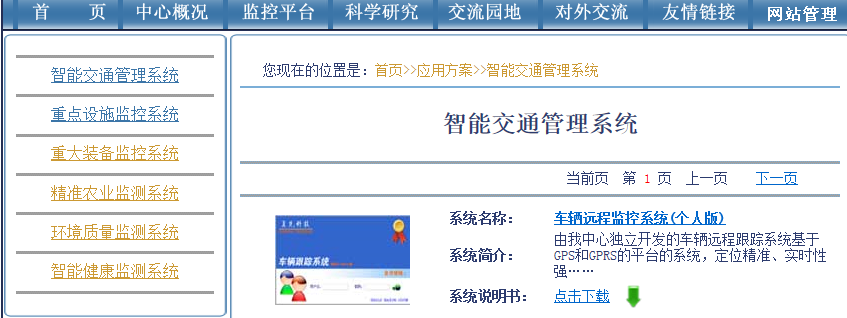 首 页 中心概况 监控平台 科学研究 交流园地 对外交流 友情链接 网站管理
智能交通管理系统
重点设施监控系统
重大装备监控系统
精准农业监测系统
环境质量监测系统
智能健康监测系统
您现在的位置是：首页>>应用方案>>智能交通管理系统
智能交通管理系统
当前页 第 1 页 上一页 下一页
车辆跟踪系统
系统名称： 车辆远程监控系统(个人版)
系统简介： 由我中心独立开发的车辆远程跟踪系统基于
GPS和GPRS的平台的系统，定位精准、实时性
强……
系统说明书： 点击下载